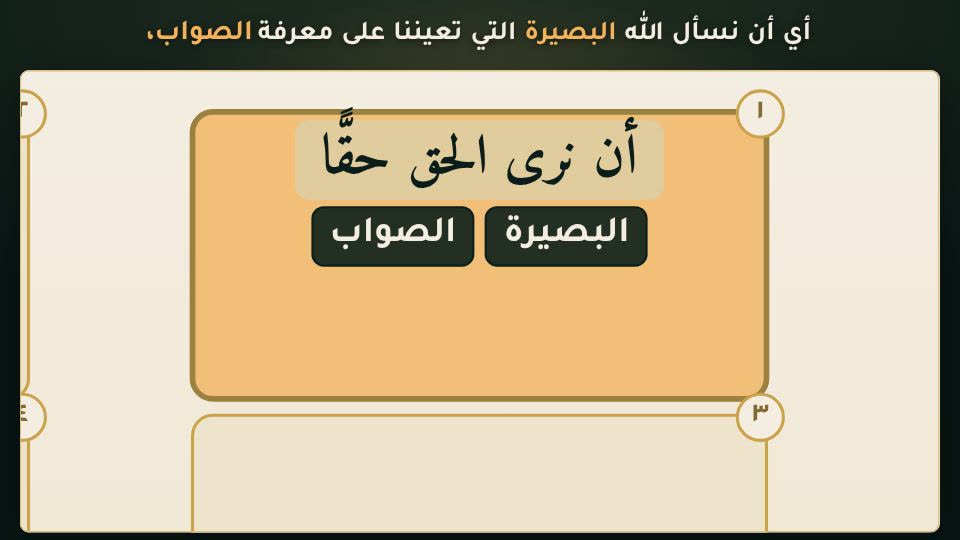 أي أن نسأل الله البصيرة التي تعيننا على معرفة الصواب،
١
أن نرى الحق حقًّا
البصيرة الصواب
٣